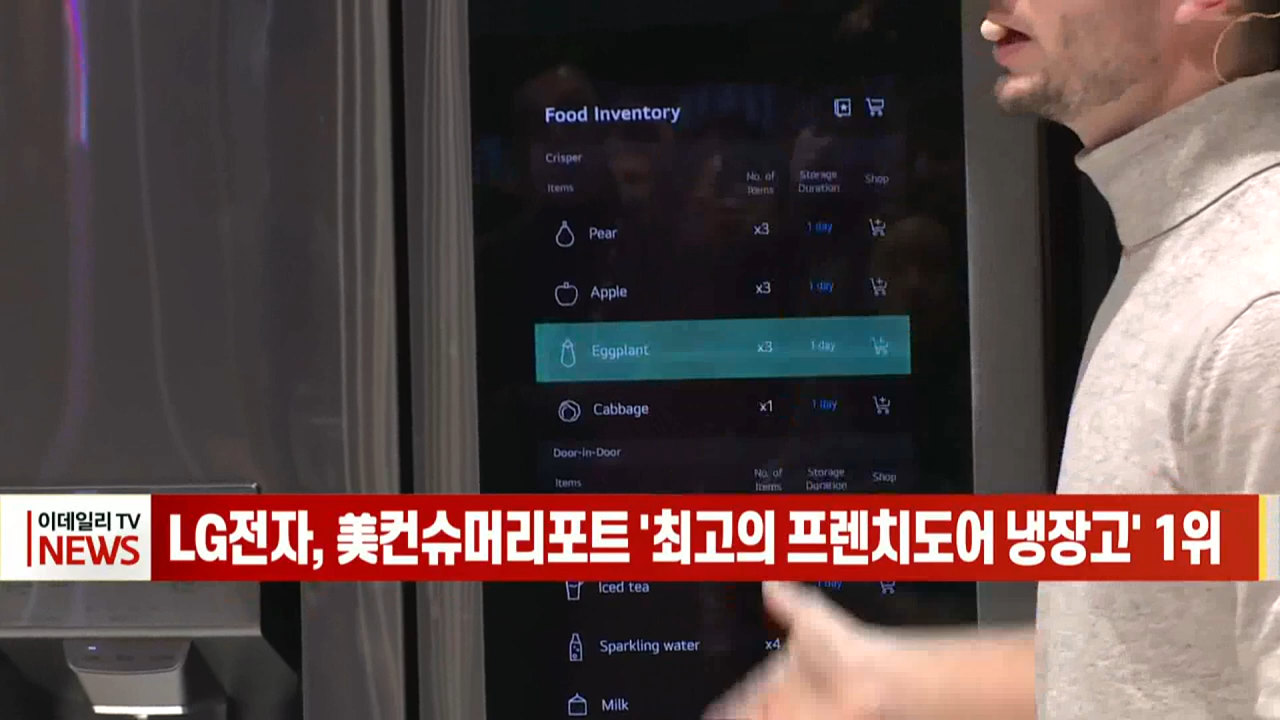 Food Inventory
Crisper
Items No. of Items Storage Duration Shop
Pear x3 1 day
Apple x3 1 day
Eggplant x3 1 day
Cabbage x1 1 day
Door-in-Door
Items No. of Items Storage Duration Shop
이데일리 TV
NEWS
LG전자, 美컨슈머리포트 '최고의 프렌치도어 냉장고' 1위
Iced tea 1 day
Sparkling water x4
Milk